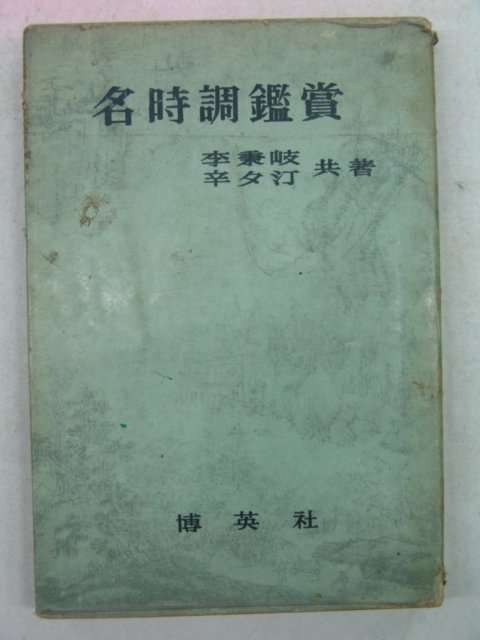 名時調鑑賞
李秉岐
辛夕汀 共著
博英社